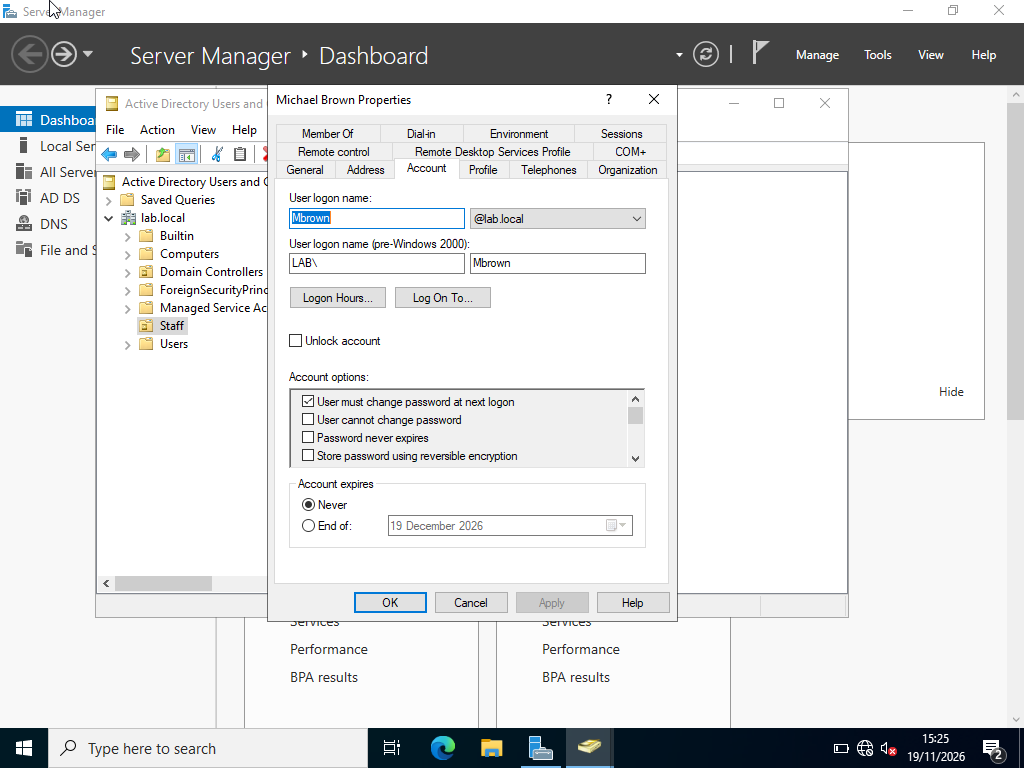 Server Manager
Server Manager • Dashboard
Manage Tools View Help
Dashboa
Local Ser
All Server
AD DS
DNS
File and S
Active Directory Users and
File Action View Help
Active Directory Users and C
Saved Queries
lab.local
Builtin
Computers
Domain Controllers
ForeignSecurityPrinc
Managed Service Ac
Staff
Users
Michael Brown Properties
?
Member Of Dial-in Environment Sessions
Remote control Remote Desktop Services Profile COM+
General Address Account Profile Telephones Organization
User logon name:
Mbrown @lab.local
User logon name (pre-Windows 2000):
LAB\ Mbrown
Logon Hours... Log On To...
Unlock account
Account options:
User must change password at next logon
User cannot change password
Password never expires
Store password using reversible encryption
Account expires
Never
End of: 19 December 2026
OK Cancel Apply Help
Hide
Services Services
Performance Performance
BPA results BPA results
Type here to search
15:25
19/11/2026
2